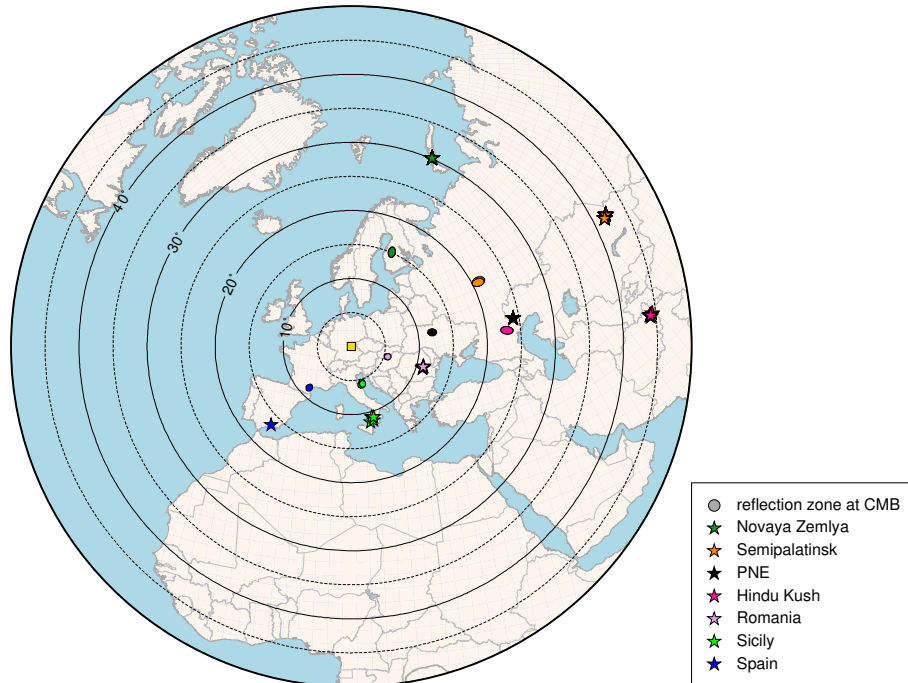 40°
30°
20°
10°
reflection zone at CMB
Novaya Zemlya
Semipalatinsk
PNE
Hindu Kush
Romania
Sicily
Spain